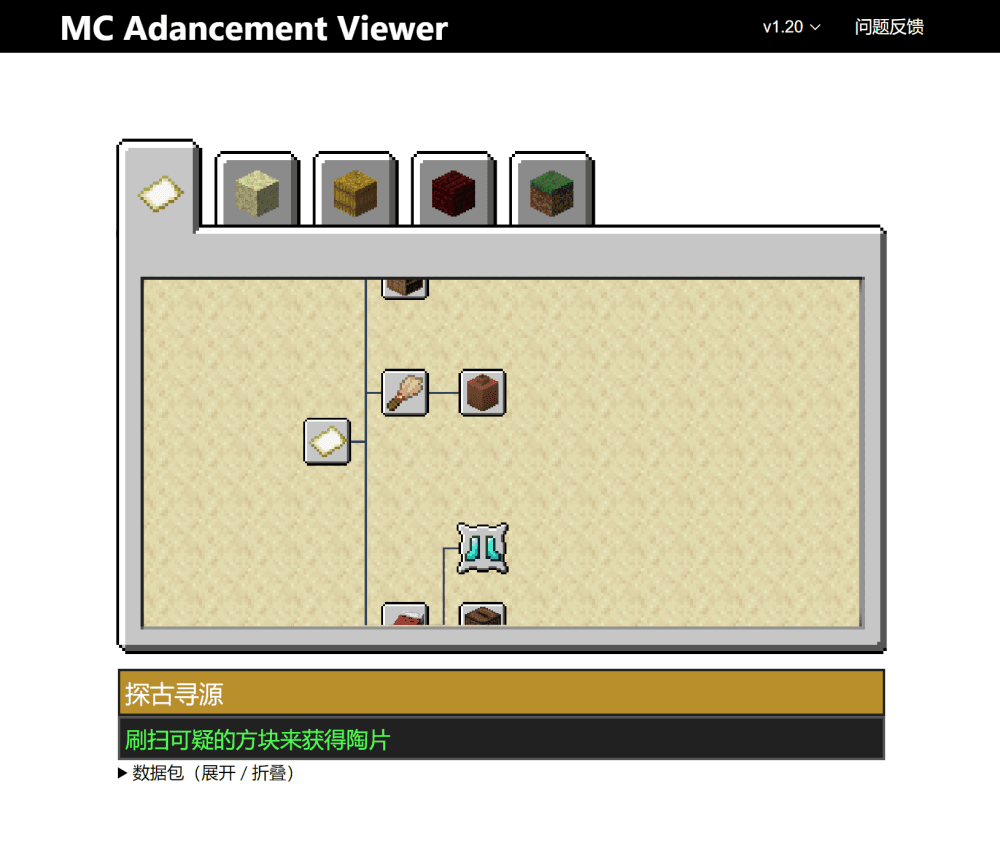 MC Adancement Viewer
v1.20
问题反馈
探古寻源
刷扫可疑的方块来获得陶片
数据包（展开 / 折叠）